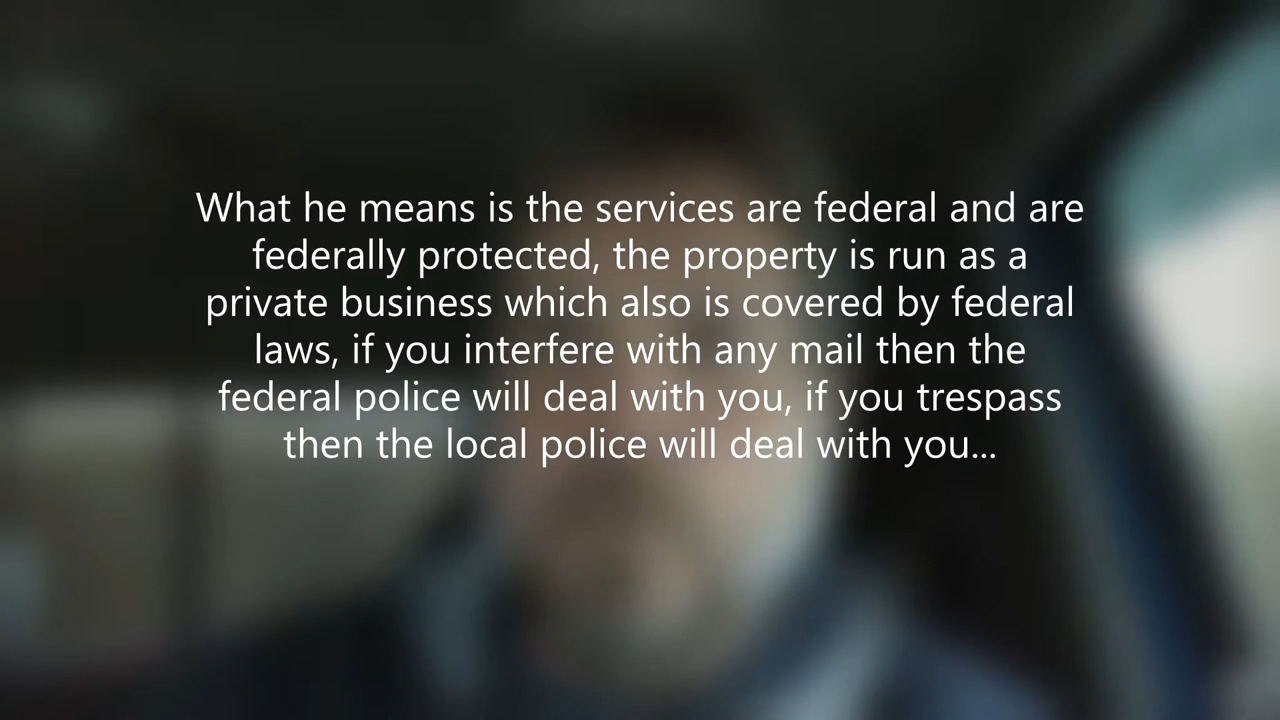 What he means is the services are federal and are
federally protected, the property is run as a
private business which also is covered by federal
laws, if you interfere with any mail then the
federal police will deal with you, if you trespass
then the local police will deal with you...